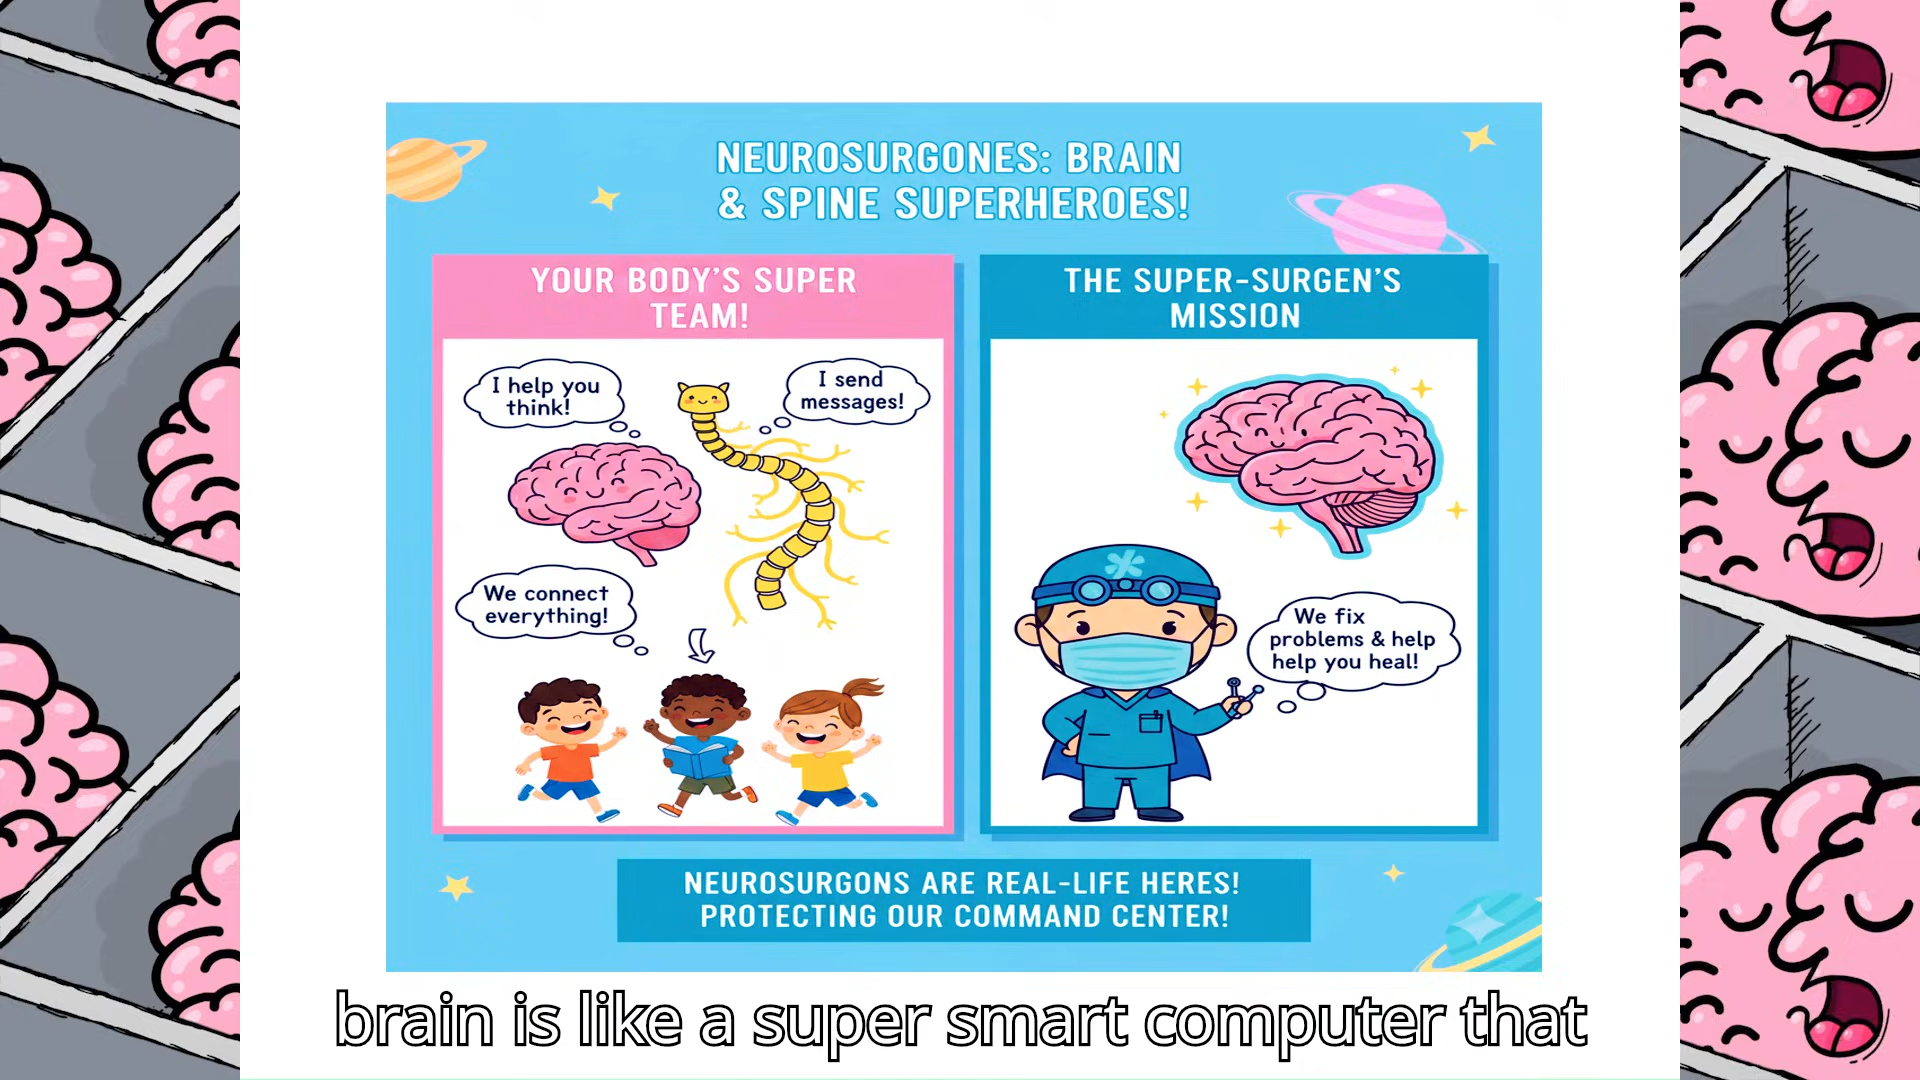 NEUROSURGONES: BRAIN
& SPINE SUPERHEROES!
YOUR BODY'S SUPER
TEAM!
I help you
think!
I send
messages!
We connect
everything!
THE SUPER-SURGEN'S
MISSION
We fix
problems & help
help you heal!
NEUROSURGONS ARE REAL-LIFE HERES!
PROTECTING OUR COMMAND CENTER!
brain is like a super smart computer that